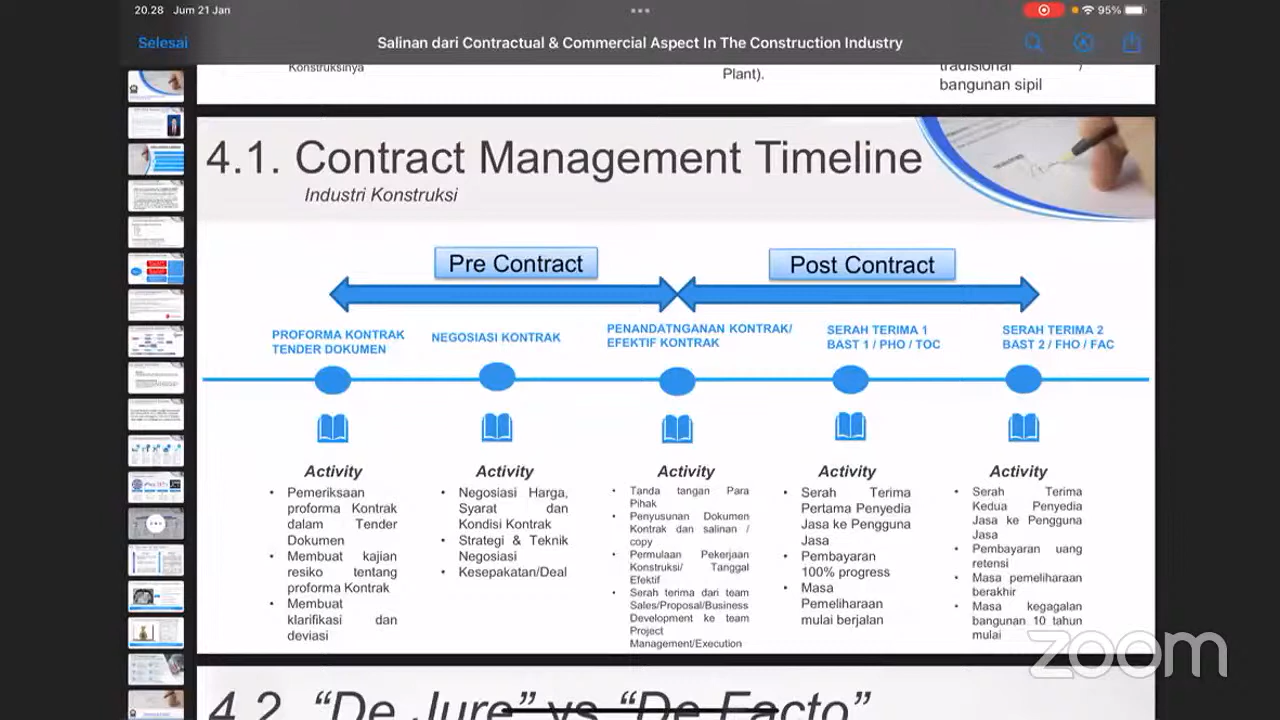 20.28 Jum 21 Jan
95%
Selesai
Salinan dari Contractual & Commercial Aspect In The Construction Industry
Konstruksinya
Plant).
tradisional /
bangunan sipil
4.1. Contract Management Timeline
Industri Konstruksi
Pre Contract
Post Contract
PROFORMA KONTRAK
TENDER DOKUMEN
NEGOSIASI KONTRAK
PENANDATNGANAN KONTRAK/
EFEKTIF KONTRAK
SERAH TERIMA 1
BAST 1 / PHO / TOC
SERAH TERIMA 2
BAST 2 / FHO / FAC
Activity
• Pemeriksaan
proforma Kontrak
dalam Tender
Dokumen
• Membuat kajian
resiko tentang
proforma Kontrak
• Membuat
klarifikasi dan
deviasi
Activity
• Negosiasi Harga,
Syarat dan
Kondisi Kontrak
• Strategi & Teknik
Negosiasi
• Kesepakatan/Deal
Activity
• Tanda tangan Para
Pihak
• Penyusunan Dokumen
Kontrak dan salinan /
copy
• Permulaan Pekerjaan
Konstruksi/ Tanggal
Efektif
• Serah terima dari team
Sales/Proposal/Business
Development ke team
Project
Management/Execution
Activity
• Serah Terima
Pertama Penyedia
Jasa ke Pengguna
Jasa
• Pembayaran
100% progress
• Masa
Pemeliharaan
mulai berjalan
Activity
• Serah Terima
Kedua Penyedia
Jasa ke Pengguna
Jasa
• Pembayaran uang
retensi
• Masa pemeliharaan
berakhir
• Masa kegagalan
bangunan 10 tahun
mulai
zoom
4.2. “De Jure” vs “De Facto”